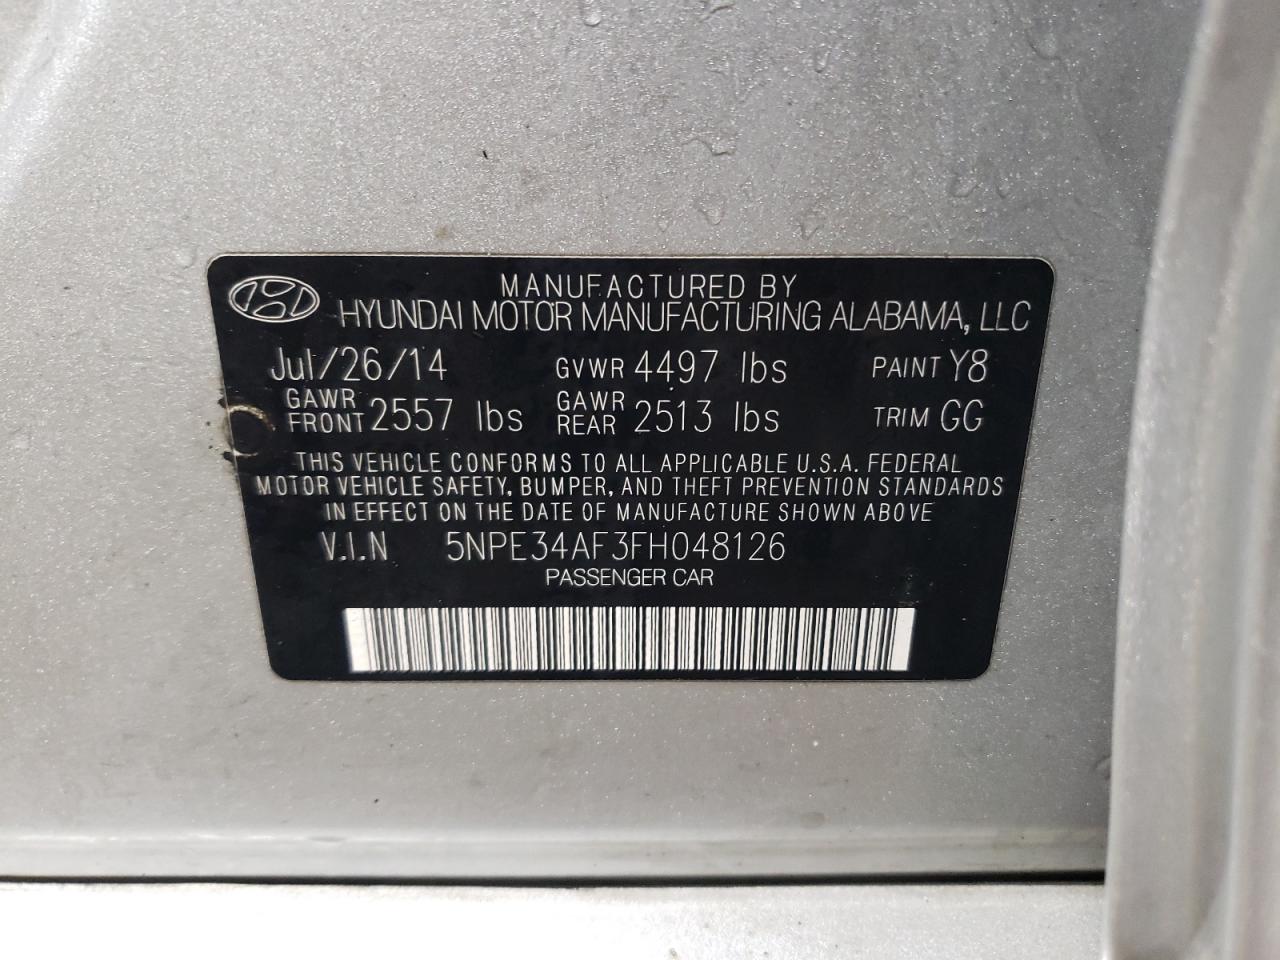 MANUFACTURED BY
HYUNDAI MOTOR MANUFACTURING ALABAMA, LLC
Jul/26/14 GVWR 4497 lbs PAINT Y8
GAWR FRONT 2557 lbs GAWR REAR 2513 lbs TRIM GG
THIS VEHICLE CONFORMS TO ALL APPLICABLE U.S.A. FEDERAL
MOTOR VEHICLE SAFETY, BUMPER, AND THEFT PREVENTION STANDARDS
IN EFFECT ON THE DATE OF MANUFACTURE SHOWN ABOVE
V.I.N 5NPE34AF3FH048126
PASSENGER CAR